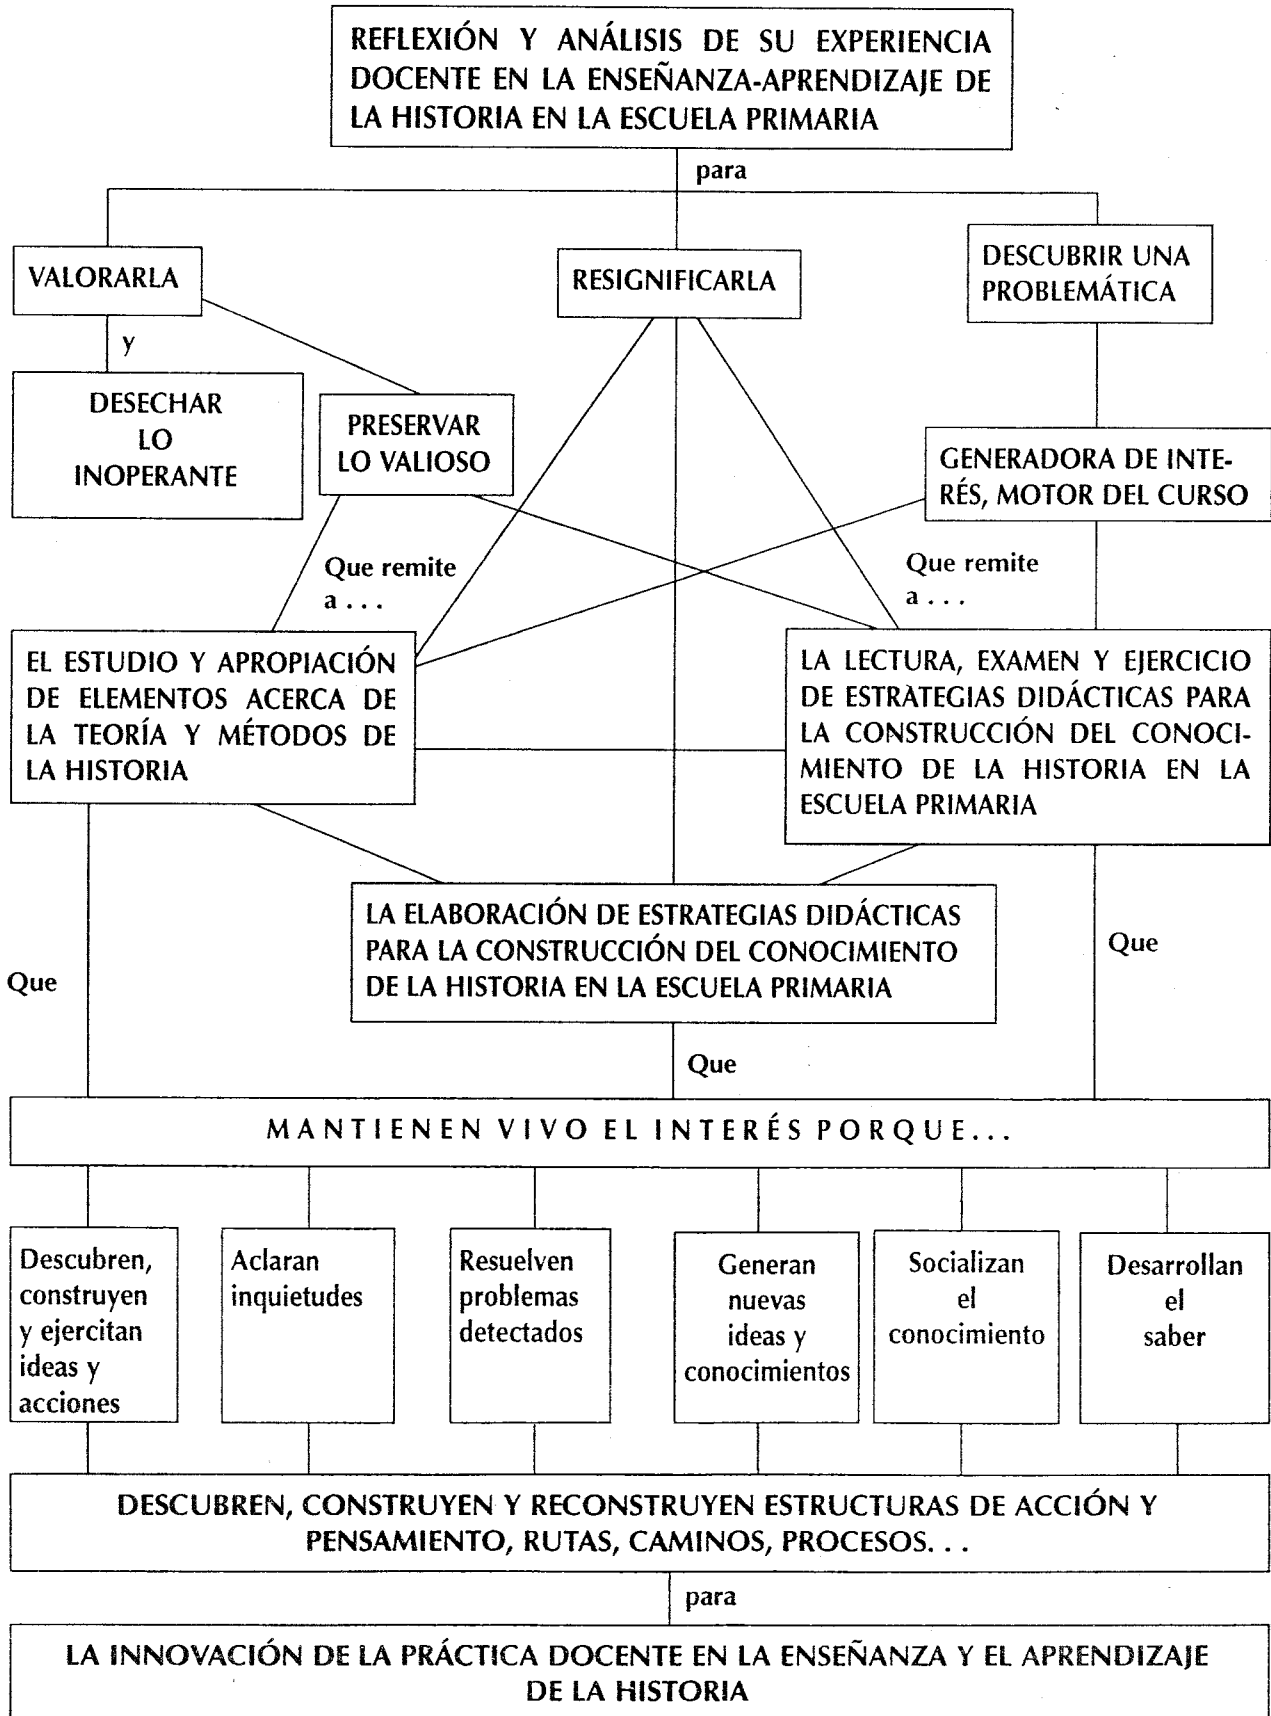 REFLEXIÓN Y ANÁLISIS DE SU EXPERIENCIA
DOCENTE EN LA ENSEÑANZA-APRENDIZAJE DE
LA HISTORIA EN LA ESCUELA PRIMARIA
para
VALORARLA
RESIGNIFICARLA
DESCUBRIR UNA
PROBLEMÁTICA
y
DESECHAR
LO
INOPERANTE
PRESERVAR
LO VALIOSO
GENERADORA DE INTE-
RÉS, MOTOR DEL CURSO
Que remite
a . . .
Que remite
a . . .
EL ESTUDIO Y APROPIACIÓN
DE ELEMENTOS ACERCA DE
LA TEORÍA Y MÉTODOS DE
LA HISTORIA
LA LECTURA, EXAMEN Y EJERCICIO
DE ESTRATEGIAS DIDÁCTICAS PARA
LA CONSTRUCCIÓN DEL CONOCI-
MIENTO DE LA HISTORIA EN LA
ESCUELA PRIMARIA
LA ELABORACIÓN DE ESTRATEGIAS DIDÁCTICAS
PARA LA CONSTRUCCIÓN DEL CONOCIMIENTO
DE LA HISTORIA EN LA ESCUELA PRIMARIA
Que
Que
Que
MANTIENEN VIVO EL INTERÉS PORQUE...
Descubren,
construyen
y ejercitan
ideas y
acciones
Aclaran
inquietudes
Resuelven
problemas
detectados
Generan
nuevas
ideas y
conocimientos
Socializan
el
conocimiento
Desarrollan
el
saber
DESCUBREN, CONSTRUYEN Y RECONSTRUYEN ESTRUCTURAS DE ACCIÓN Y
PENSAMIENTO, RUTAS, CAMINOS, PROCESOS. . .
para
LA INNOVACIÓN DE LA PRÁCTICA DOCENTE EN LA ENSEÑANZA Y EL APRENDIZAJE
DE LA HISTORIA